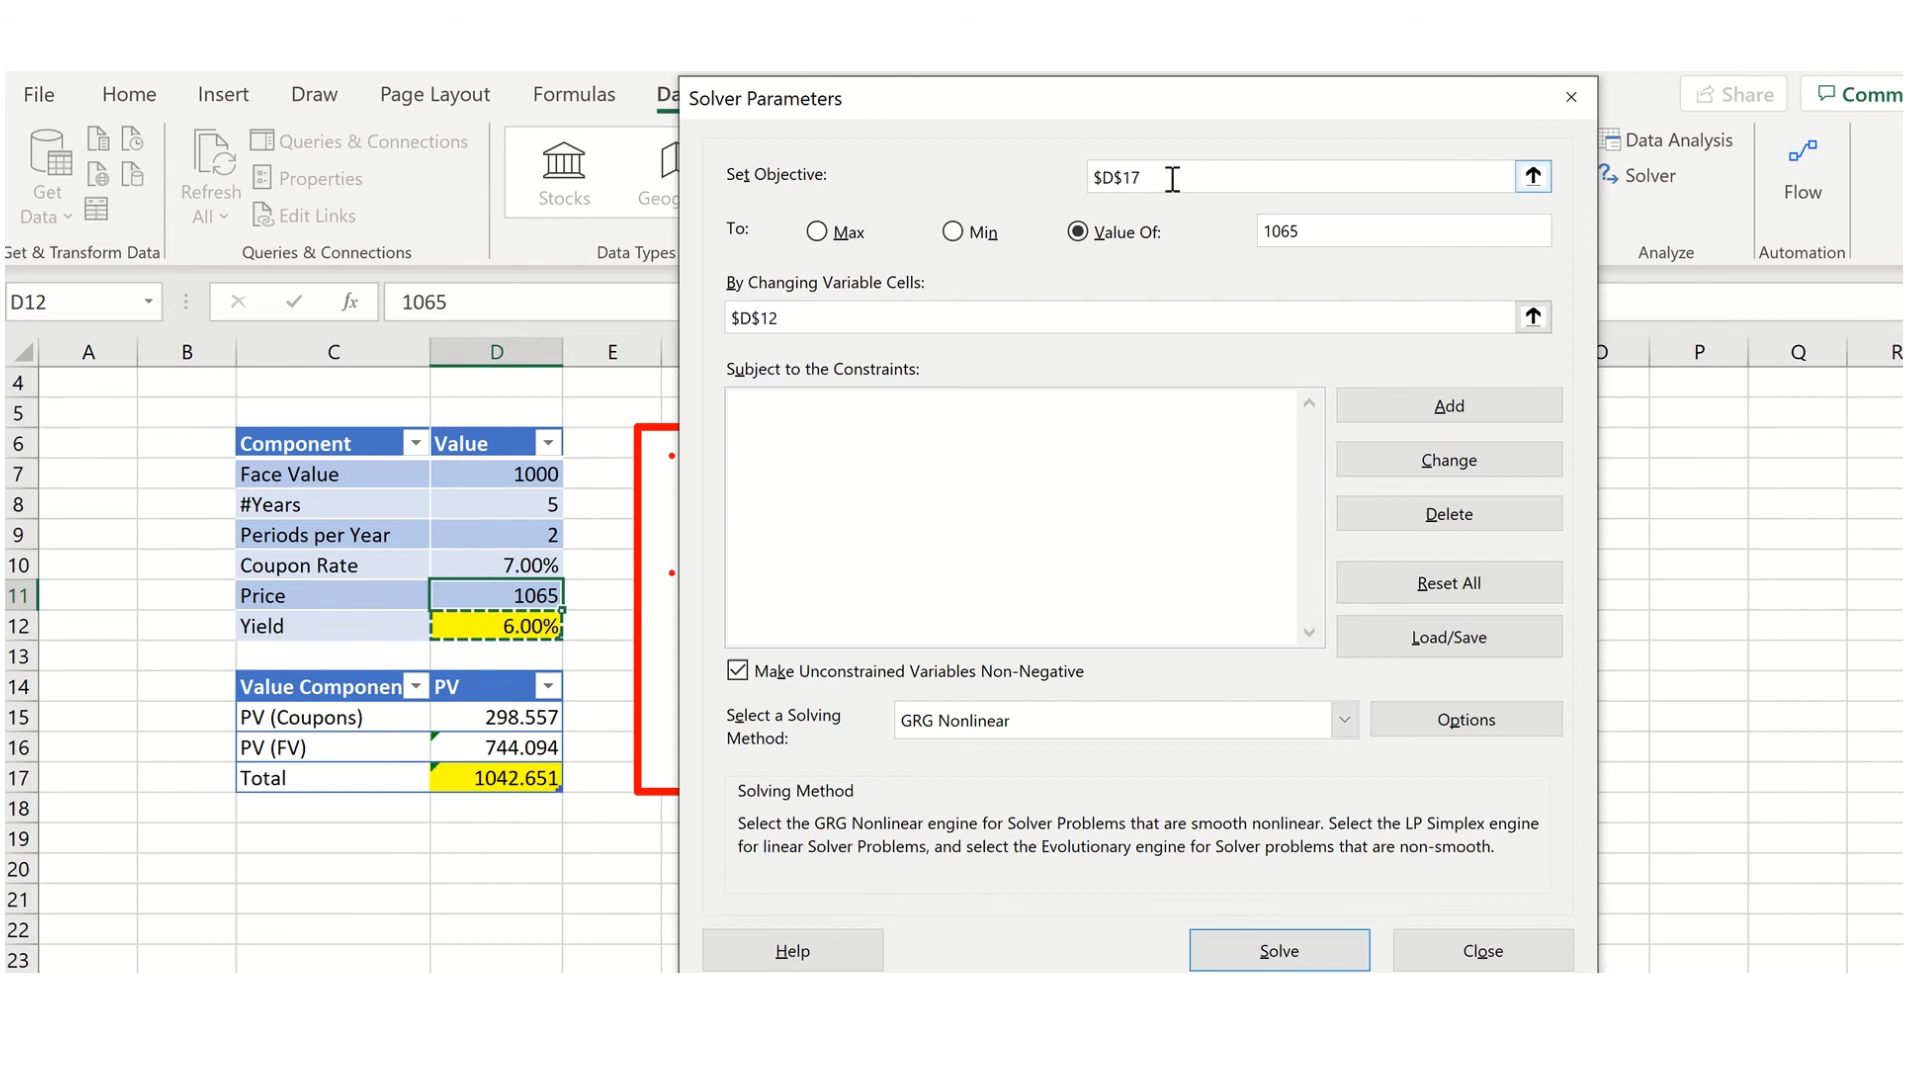 File Home Insert Draw Page Layout Formulas Da
Share Comm
Get
Data
Refresh
All
Queries & Connections
Properties
Edit Links
Stocks
Geog
Get & Transform Data
Queries & Connections
Data Types
Data Analysis
Solver
Flow
Analyze
Automation
D12 fx 1065
A B C D E O P Q R
4
5
6 Component Value
7 Face Value 1000
8 #Years 5
9 Periods per Year 2
10 Coupon Rate 7.00%
11 Price 1065
12 Yield 6.00%
13
14 Value Componen PV
15 PV (Coupons) 298.557
16 PV (FV) 744.094
17 Total 1042.651
18
19
20
21
22
23
Solver Parameters
Set Objective: $D$17
To: Max Min Value Of: 1065
By Changing Variable Cells:
$D$12
Subject to the Constraints:
Add
Change
Delete
Reset All
Load/Save
Make Unconstrained Variables Non-Negative
Select a Solving
Method:
GRG Nonlinear
Options
Solving Method
Select the GRG Nonlinear engine for Solver Problems that are smooth nonlinear. Select the LP Simplex engine
for linear Solver Problems, and select the Evolutionary engine for Solver problems that are non-smooth.
Help Solve Close